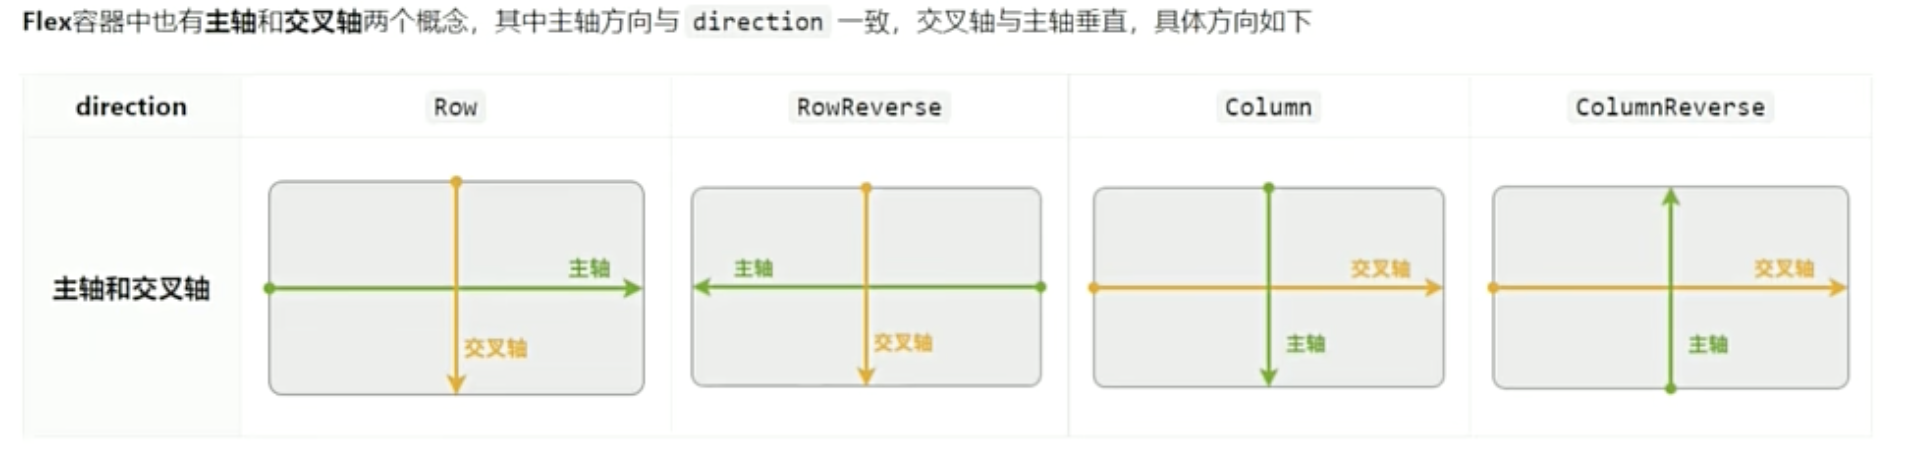 Flex容器中也有主轴和交叉轴两个概念，其中主轴方向与 direction 一致，交叉轴与主轴垂直，具体方向如下
direction Row RowReverse Column ColumnReverse
主轴和交叉轴
主轴
交叉轴
主轴
交叉轴
交叉轴
主轴
交叉轴
主轴